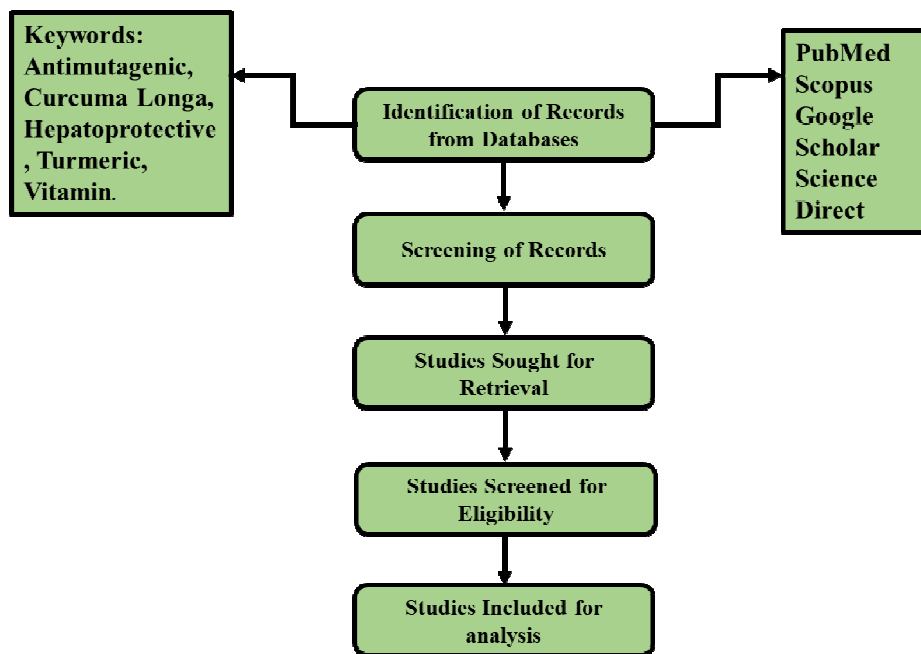 Keywords:
Antimutagenic,
Curcuma Longa,
Hepatoprotective
, Turmeric,
Vitamin.
PubMed
Scopus
Google
Scholar
Science
Direct
Identification of Records
from Databases
Screening of Records
Studies Sought for
Retrieval
Studies Screened for
Eligibility
Studies Included for
analysis